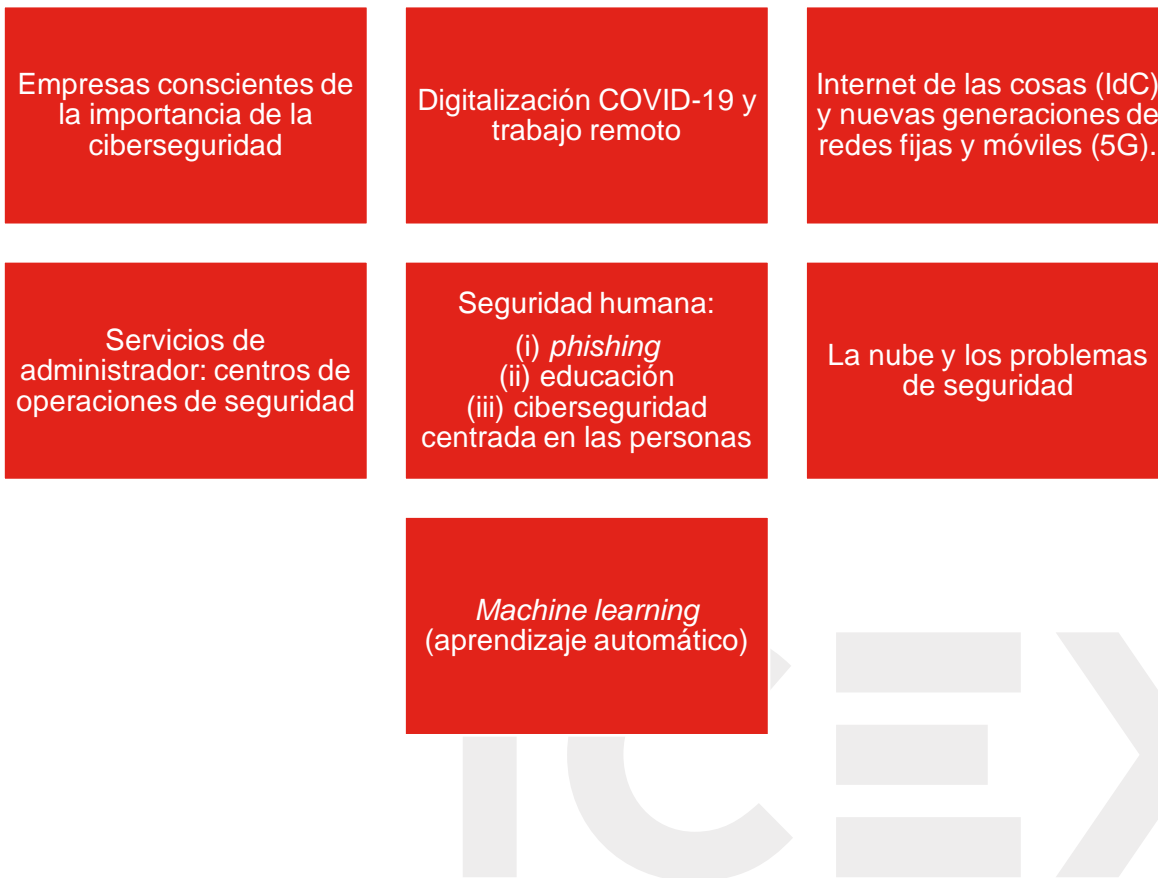 Empresas conscientes de
la importancia de la
ciberseguridad
Digitalización COVID-19 y
trabajo remoto
Internet de las cosas (IdC)
y nuevas generaciones de
redes fijas y móviles (5G).
Servicios de
administrador: centros de
operaciones de seguridad
Seguridad humana:
(i) phishing
(ii) educación
(iii) ciberseguridad
centrada en las personas
La nube y los problemas
de seguridad
Machine learning
(aprendizaje automático)
ICEX